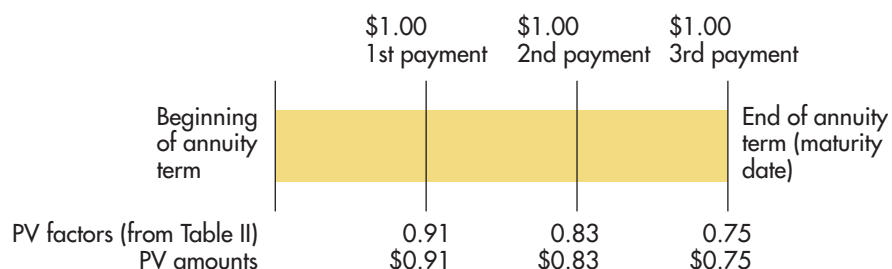 $1.00 $1.00 $1.00
1st payment 2nd payment 3rd payment
Beginning
of annuity
term
End of annuity
term (maturity
date)
PV factors (from Table II) 0.91 0.83 0.75
PV amounts $0.91 $0.83 $0.75